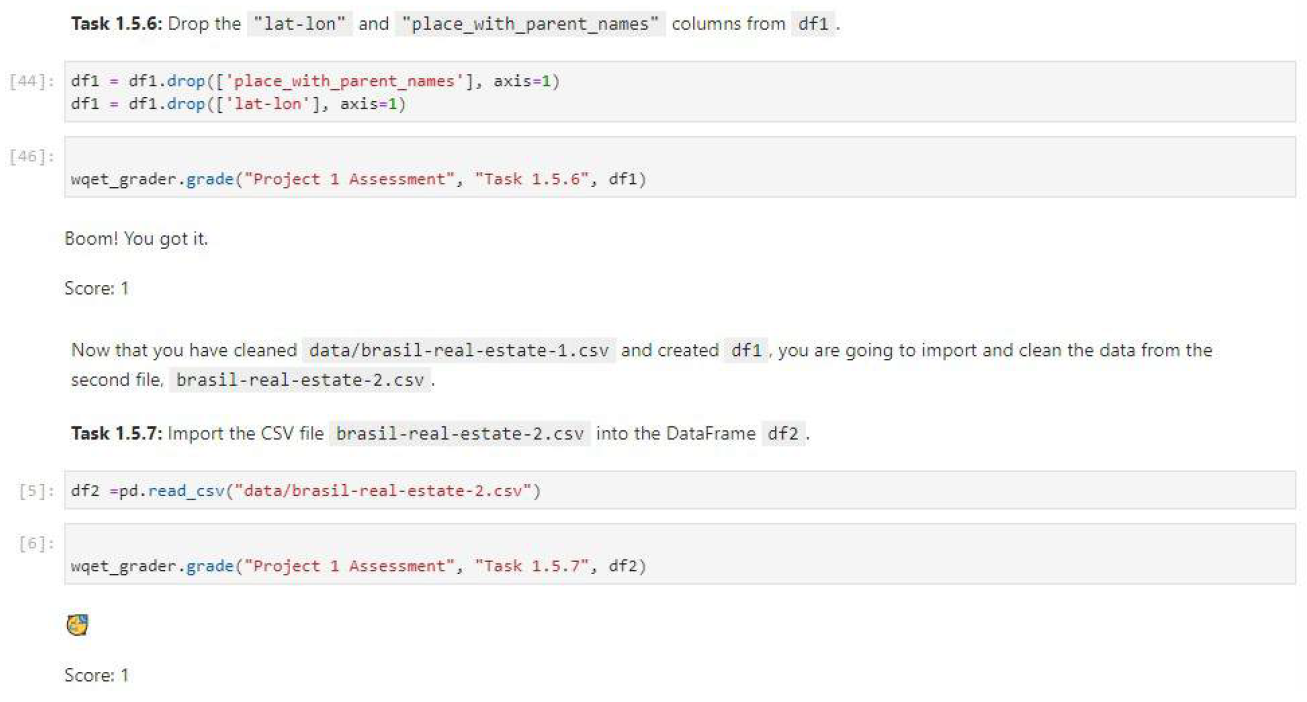 Task 1.5.6: Drop the "lat-lon" and "place_with_parent_names" columns from df1.
[44]: df1 = df1.drop(['place_with_parent_names'], axis=1)
df1 = df1.drop(['lat-lon'], axis=1)
[46]:
wqet_grader.grade("Project 1 Assessment", "Task 1.5.6", df1)
Boom! You got it.
Score: 1
Now that you have cleaned data/brasil-real-estate-1.csv and created df1, you are going to import and clean the data from the
second file, brasil-real-estate-2.csv.
Task 1.5.7: Import the CSV file brasil-real-estate-2.csv into the DataFrame df2.
[5]: df2 =pd.read_csv("data/brasil-real-estate-2.csv")
[6]:
wqet_grader.grade("Project 1 Assessment", "Task 1.5.7", df2)
Score: 1